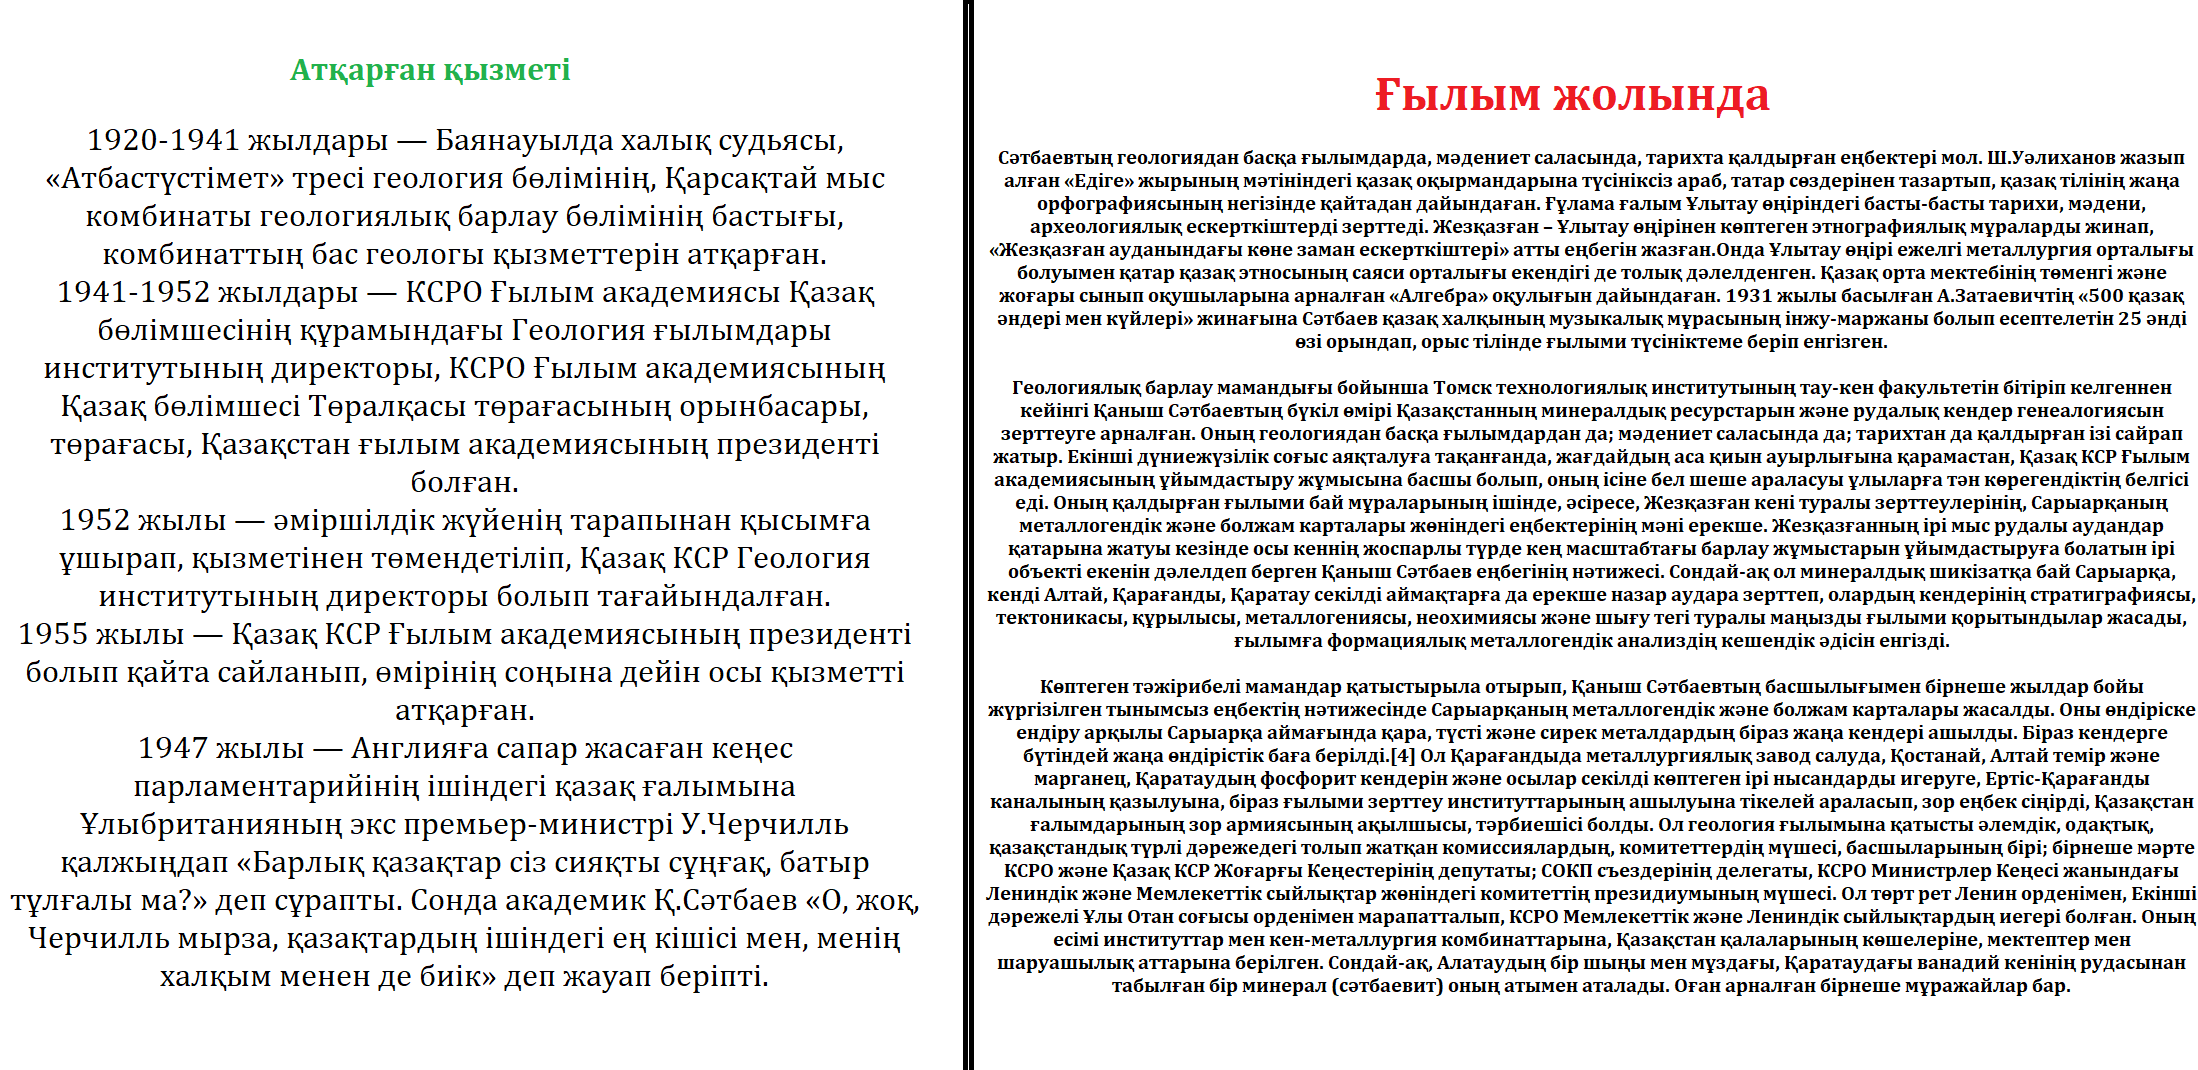 Атқарған қызметі
1920-1941 жылдары — Баянауылда халық судьясы,
«Атбастүстімет» тресі геология бөлімінің, Қарсақтай мыс
комбинаты геологиялық барлау бөлімінің бастығы,
комбинаттың бас геологы қызметтерін атқарған.
1941-1952 жылдары — КСРО Ғылым академиясы Қазақ
бөлімшесінің құрамындағы Геология ғылымдары
институтының директоры, КСРО Ғылым академиясының
Қазақ бөлімшесі Төралқасы төрағасының орынбасары,
төрағасы, Қазақстан ғылым академиясының президенті
болған.
1952 жылы — әміршілдік жүйенің тарапынан қысымға
ұшырап, қызметінен төмендетіліп, Қазақ КСР Геология
институтының директоры болып тағайындалған.
1955 жылы — Қазақ КСР Ғылым академиясының президенті
болып қайта сайланып, өмірінің соңына дейін осы қызметті
атқарған.
1947 жылы — Англияға сапар жасаған кеңес
парламентарийінің ішіндегі қазақ ғалымына
Ұлыбританияның экс премьер-министрі У.Черчилль
қалжыңдап «Барлық қазақтар сіз сияқты сұңғақ, батыр
тұлғалы ма?» деп сұрапты. Сонда академик Қ.Сәтбаев «О, жоқ,
Черчилль мырза, қазақтардың ішіндегі ең кішісі мен, менің
халқым менен де биік» деп жауап беріпті.
Ғылым жолында
Сәтбаевтың геологиядан басқа ғылымдарда, мәдениет саласында, тарихта қалдырған еңбектері мол. Ш.Уәлиханов жазып
алған «Едіге» жырының мәтініндегі қазақ оқырмандарына түсініксіз араб, татар сөздерінен тазартып, қазақ тілінің жаңа
орфографиясының негізінде қайтадан дайындаған. Ғұлама ғалым Ұлытау өңіріндегі басты-басты тарихи, мәдени,
археологиялық ескерткіштерді зерттеді. Жезқазған – Ұлытау өңірінен көптеген этнографиялық мұраларды жинап,
«Жезқазған ауданындағы көне заман ескерткіштері» атты еңбегін жазған.Онда Ұлытау өңірі ежелгі металлургия орталығы
болуымен қатар қазақ этносының саяси орталығы екендігі де толық дәлелденген. Қазақ орта мектебінің төменгі және
жоғары сынып оқушыларына арналған «Алгебра» оқулығын дайындаған. 1931 жылы басылған А.Затаевичтің «500 қазақ
әндері мен күйлері» жинағына Сәтбаев қазақ халқының музыкалық мұрасының інжу-маржаны болып есептелетін 25 әнді
өзі орындап, орыс тілінде ғылыми түсініктеме беріп енгізген.
Геологиялық барлау мамандығы бойынша Томск технологиялық институтының тау-кен факультетін бітіріп келгеннен
кейінгі Қаныш Сәтбаевтың бүкіл өмірі Қазақстанның минералдық ресурстарын және рудалық кендер генеалогиясын
зерттеуге арналған. Оның геологиядан басқа ғылымдардан да; мәдениет саласында да; тарихтан да қалдырған ізі сайрап
жатыр. Екінші дүниежүзілік соғыс аяқталуға тақанғанда, жағдайдың аса қиын ауырлығына қарамастан, Қазақ КСР Ғылым
академиясының ұйымдастыру жұмысына басшы болып, оның ісіне бел шеше араласуы ұлыларға тән көрегендіктің белгісі
еді. Оның қалдырған ғылыми бай мұраларының ішінде, әсіресе, Жезқазған кені туралы зерттеулерінің, Сарыарқаның
металлогендік және болжам карталары жөніндегі еңбектерінің мәні ерекше. Жезқазғанның ірі мыс рудалы аудандар
қатарына жатуы кезінде осы кеннің жоспарлы түрде кең масштабтағы барлау жұмыстарын ұйымдастыруға болатын ірі
объекті екенін дәлелдеп берген Қаныш Сәтбаев еңбегінің нәтижесі. Сондай-ақ ол минералдық шикізатқа бай Сарыарқа,
кенді Алтай, Қарағанды, Қаратау секілді аймақтарға да ерекше назар аудара зерттеп, олардың кендерінің стратиграфиясы,
тектоникасы, құрылысы, металлогениясы, неохимиясы және шығу тегі туралы маңызды ғылыми қорытындылар жасады,
ғылымға формациялық металлогендік анализдің кешендік әдісін енгізді.
Көптеген тәжірибелі мамандар қатыстырыла отырып, Қаныш Сәтбаевтың басшылығымен бірнеше жылдар бойы
жүргізілген тынымсыз еңбектің нәтижесінде Сарыарқаның металлогендік және болжам карталары жасалды. Оны өндіріске
ендіру арқылы Сарыарқа аймағында қара, түсті және сирек металдардың біраз жаңа кендері ашылды. Біраз кендерге
бүтіндей жаңа өндірістік баға берілді.[4] Ол Қарағандыда металлургиялық завод салуда, Қостанай, Алтай темір және
марганец, Қаратаудың фосфорит кендерін және осылар секілді көптеген ірі нысандарды игеруге, Ертіс-Қарағанды
каналының қазылуына, біраз ғылыми зерттеу институттарының ашылуына тікелей араласып, зор еңбек сіңірді, Қазақстан
ғалымдарының зор армиясының ақылшысы, тәрбиешісі болды. Ол геология ғылымына қатысты әлемдік, одақтық,
қазақстандық түрлі дәрежедегі толып жатқан комиссиялардың, комитеттердің мүшесі, басшыларының бірі; бірнеше мәрте
КСРО және Қазақ КСР Жоғарғы Кеңестерінің депутаты; СОКП съездерінің делегаты, КСРО Министрлер Кеңесі жанындағы
Лениндік және Мемлекеттік сыйлықтар жөніндегі комитеттің президиумының мүшесі. Ол төрт рет Ленин орденімен, Екінші
дәрежелі Ұлы Отан соғысы орденімен марапатталып, КСРО Мемлекеттік және Лениндік сыйлықтардың иегері болған. Оның
есімі институттар мен кен-металлургия комбинаттарына, Қазақстан қалаларының көшелеріне, мектептер мен
шаруашылық аттарына берілген. Сондай-ақ, Алатаудың бір шыңы мен мұздағы, Қаратаудағы ванадий кенінің рудасынан
табылған бір минерал (сәтбаевит) оның атымен аталады. Оған арналған бірнеше мұражайлар бар.